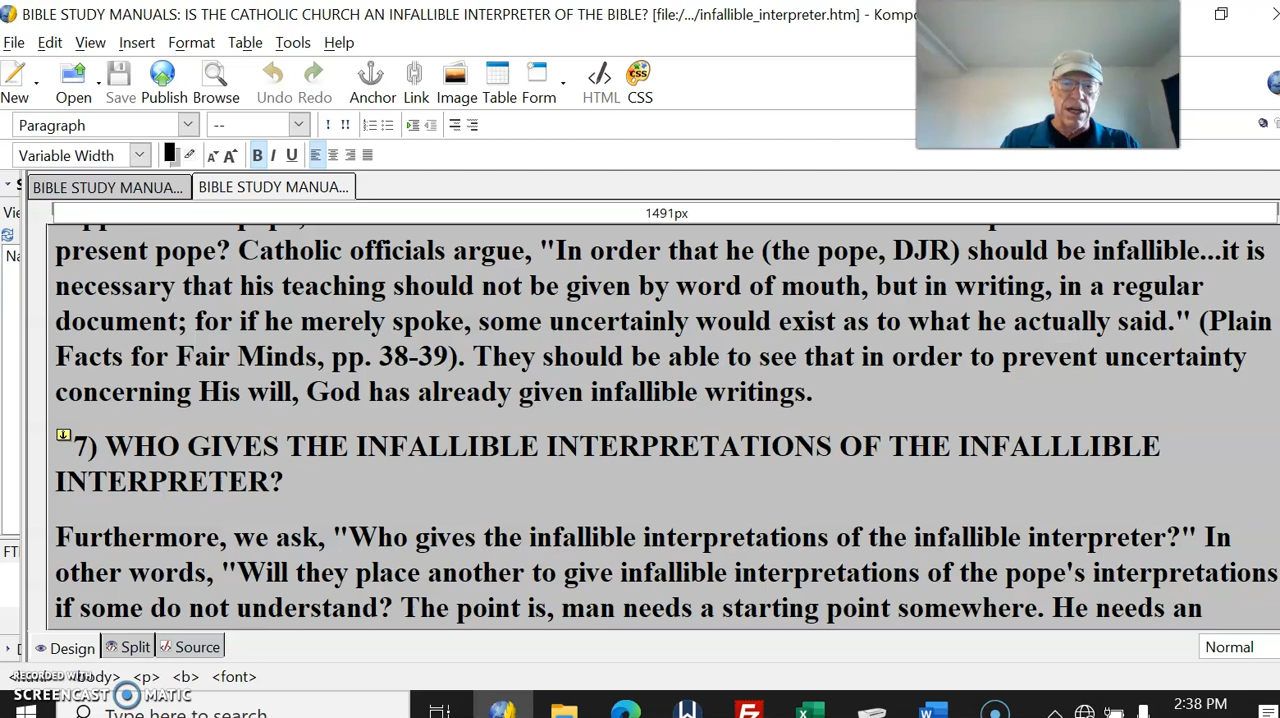 BIBLE STUDY MANUALS: IS THE CATHOLIC CHURCH AN INFALLIBLE INTERPRETER OF THE BIBLE? [file:/.../infallible_interpreter.htm] - Kompo
File Edit View Insert Format Table Tools Help
New Open Save Publish Browse Undo Redo Anchor Link Image Table Form HTML CSS
Paragraph --
Variable Width B I U
BIBLE STUDY MANUA... BIBLE STUDY MANUA...
1491px
present pope? Catholic officials argue, "In order that he (the pope, DJR) should be infallible...it is
necessary that his teaching should not be given by word of mouth, but in writing, in a regular
document; for if he merely spoke, some uncertainly would exist as to what he actually said." (Plain
Facts for Fair Minds, pp. 38-39). They should be able to see that in order to prevent uncertainty
concerning His will, God has already given infallible writings.
7) WHO GIVES THE INFALLIBLE INTERPRETATIONS OF THE INFALLLIBLE
INTERPRETER?
Furthermore, we ask, "Who gives the infallible interpretations of the infallible interpreter?" In
other words, "Will they place another to give infallible interpretations of the pope's interpretations
if some do not understand? The point is, man needs a starting point somewhere. He needs an
Design Split Source Normal
<body> <p> <b> <font>
RECORDED WITH
SCREENCAST MATIC
Type here to search
2:38 PM